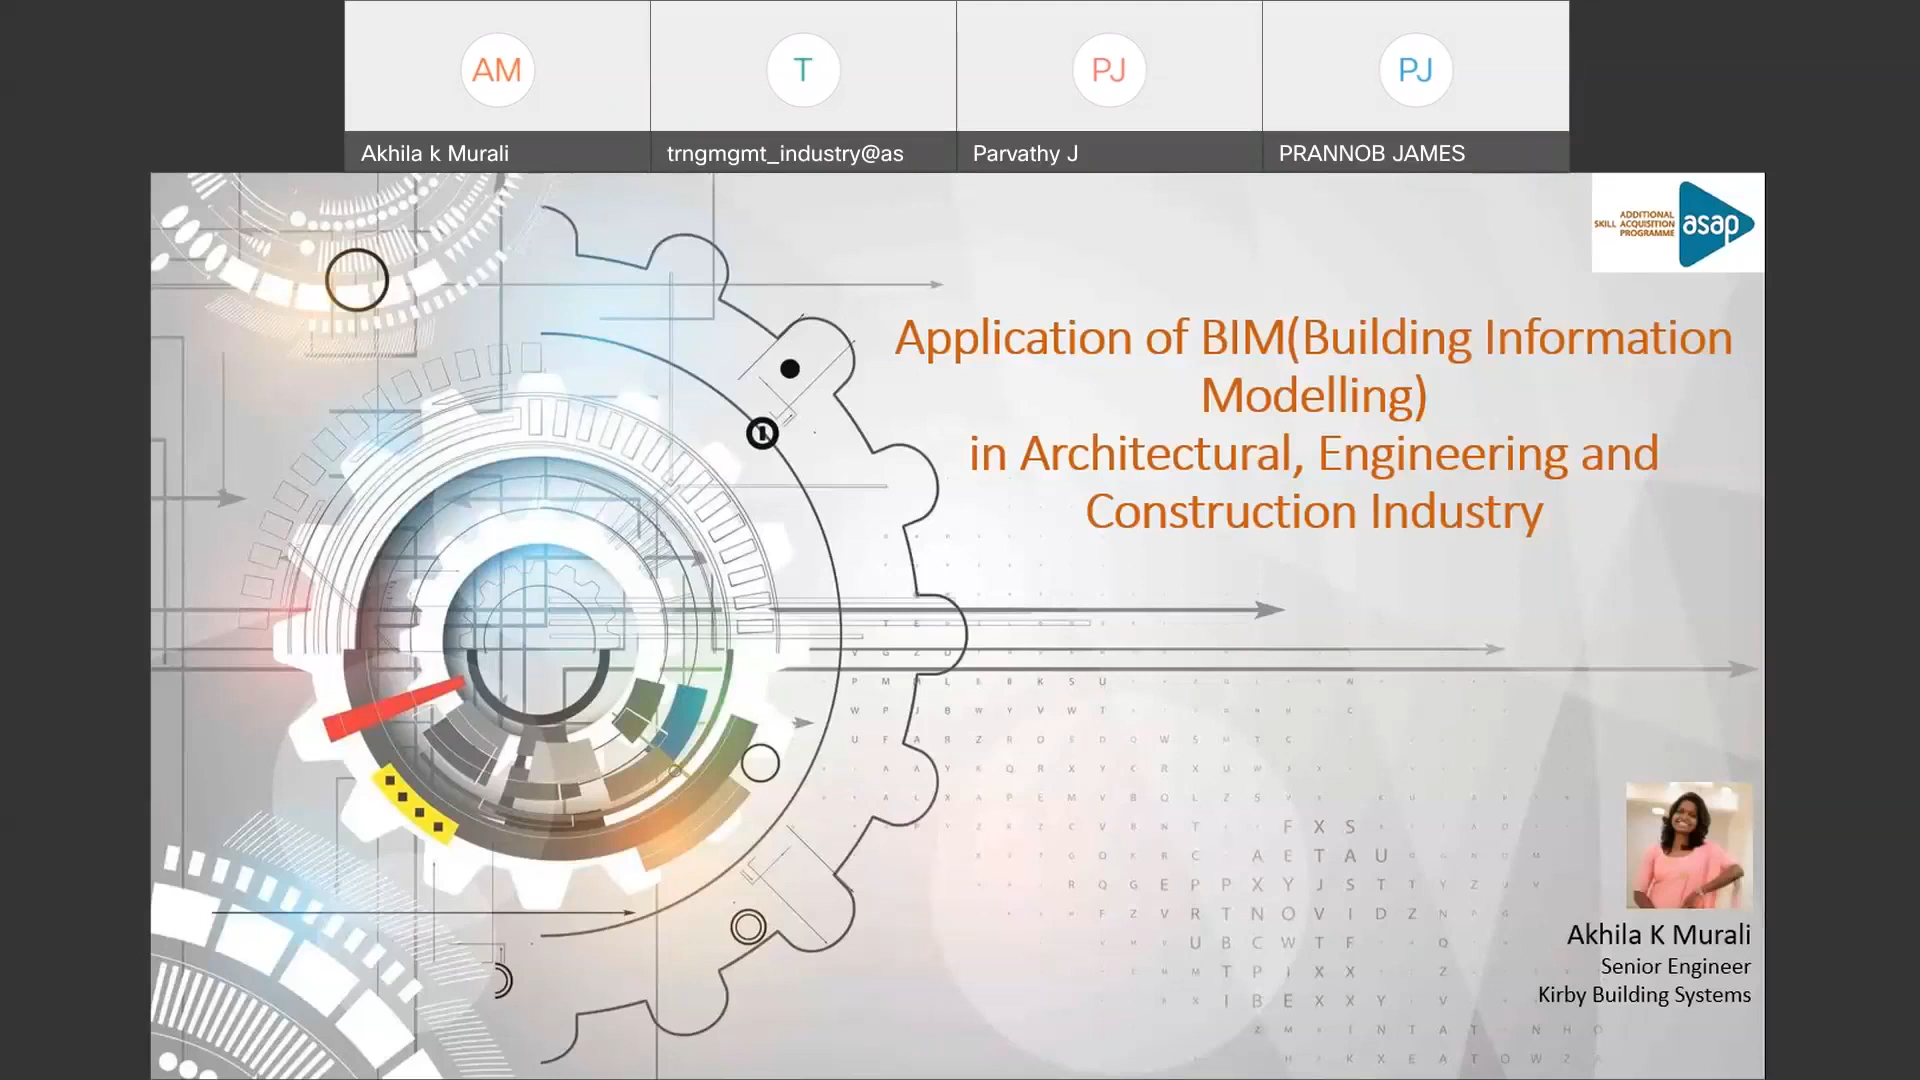 AM
T
PJ
PJ
Akhila k Murali
trngmgmt_industry@as
Parvathy J
PRANNOB JAMES
ADDITIONAL
SKILL ACQUISITION
PROGRAMME
asap
Application of BIM(Building Information
Modelling)
in Architectural, Engineering and
Construction Industry
F X S
A E T A U
R Q G E P P X Y J S T T Y Z
F Z V R T N O V I D Z
U B C W T F
T P I X X
I B E X X Y
Akhila K Murali
Senior Engineer
Kirby Building Systems